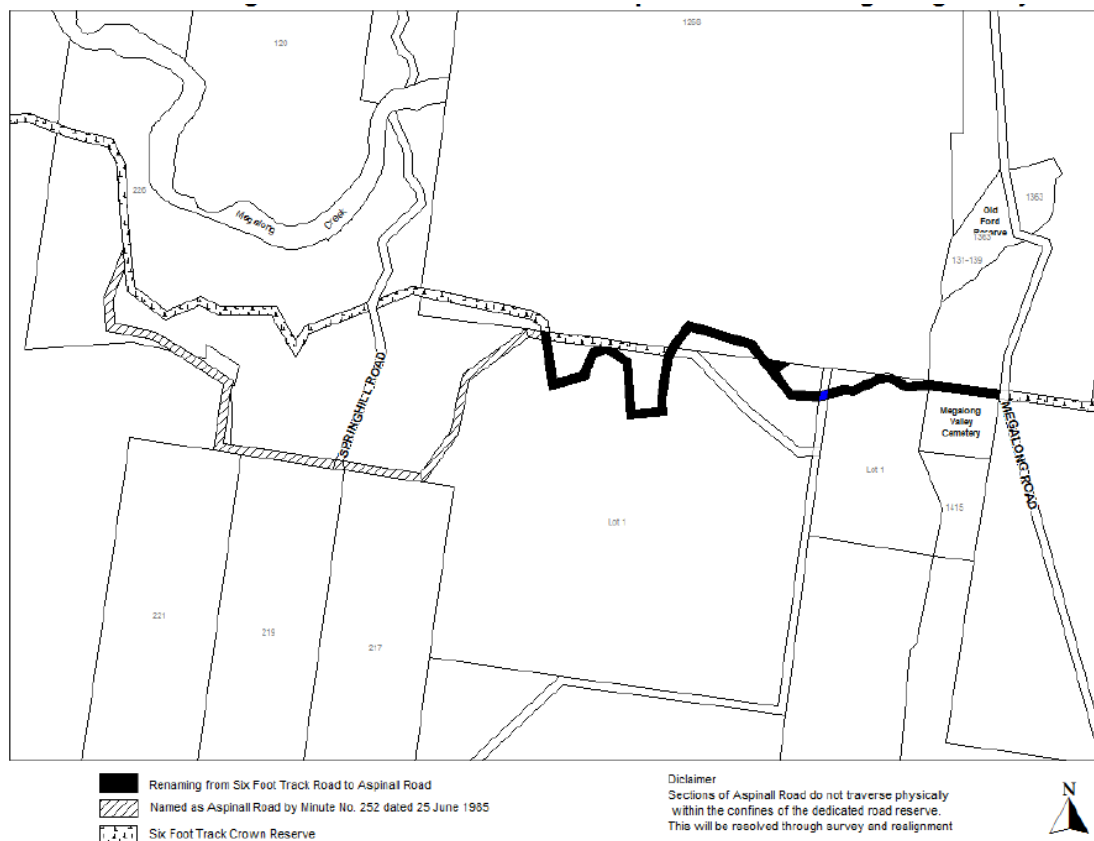 120
1258
226
Megalong
Creek
1363
Old
Ford
Reserve
1363
131-139
SPRINGHILL ROAD
MEGALONG ROAD
Megalong
Valley
Cemetery
Lot 1
1415
Lot 1
221
219
217
Renaming from Six Foot Track Road to Aspinall Road
Named as Aspinall Road by Minute No. 252 dated 25 June 1985
Six Foot Track Crown Reserve
Diclaimer
Sections of Aspinall Road do not traverse physically
within the confines of the dedicated road reserve.
This will be resolved through survey and realignment
N